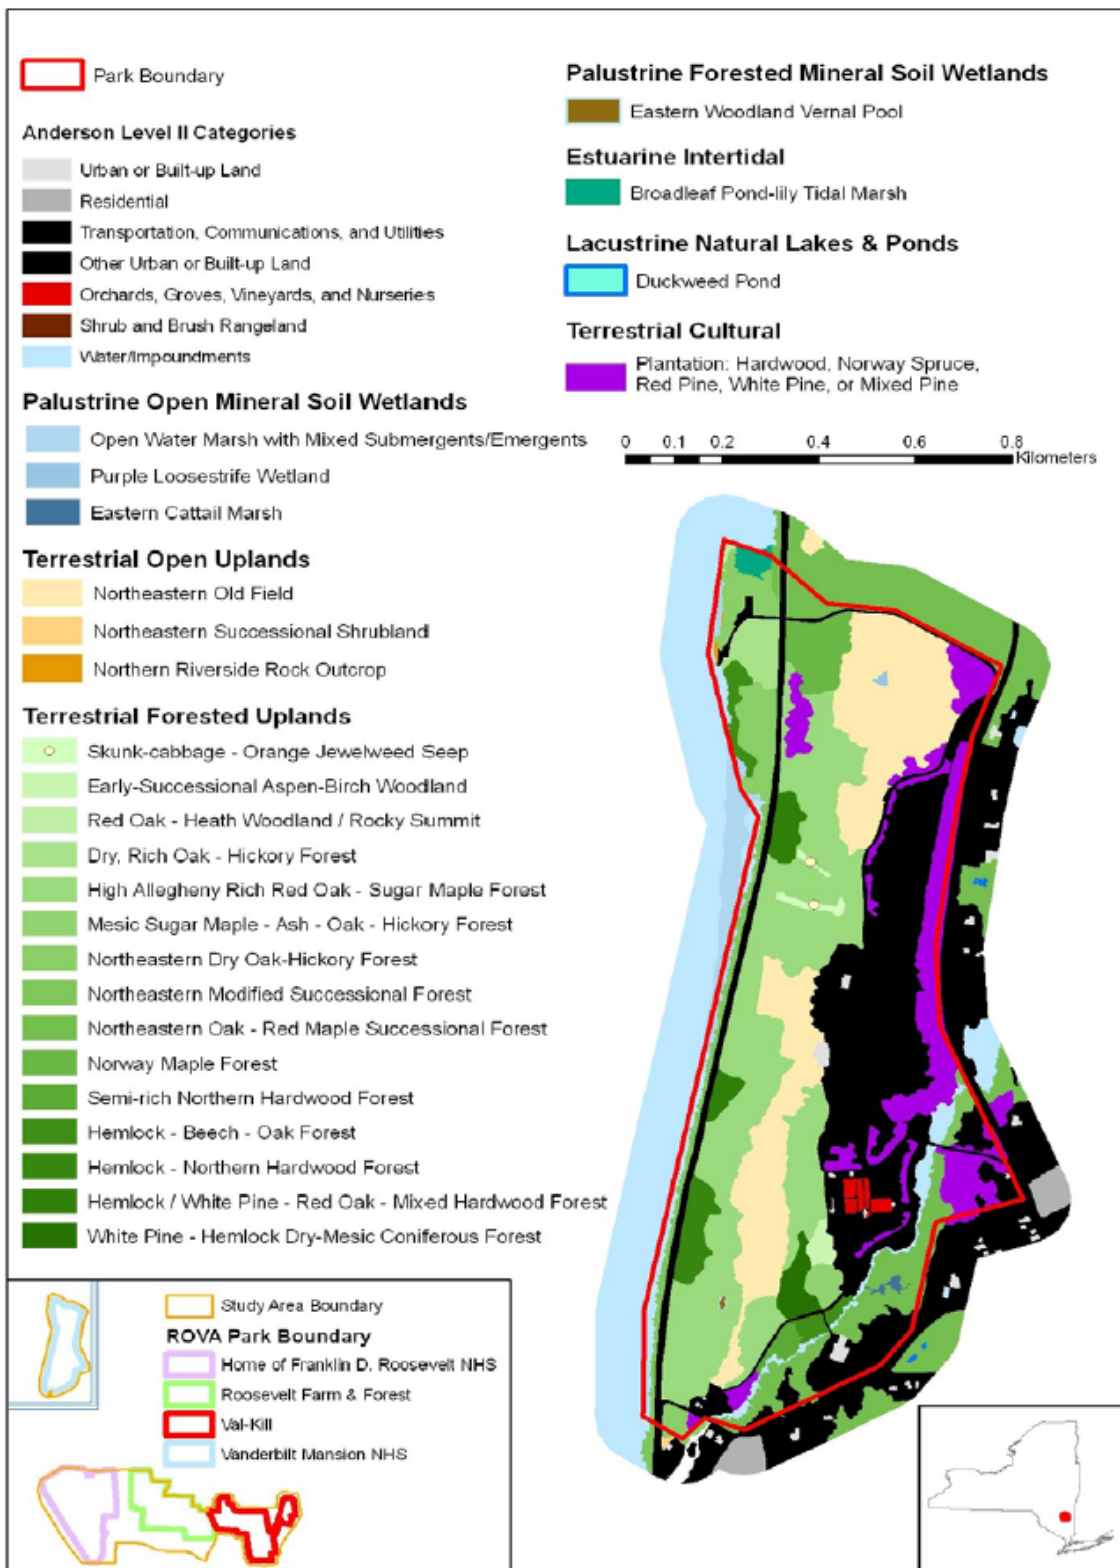 Park Boundary
Anderson Level II Categories
Urban or Built-up Land
Residential
Transportation, Communications, and Utilities
Other Urban or Built-up Land
Orchards, Groves, Vineyards, and Nurseries
Shrub and Brush Rangeland
Water/Impoundments
Palustrine Open Mineral Soil Wetlands
Open Water Marsh with Mixed Submergents/Emergents
Purple Loosestrife Wetland
Eastern Cattail Marsh
Terrestrial Open Uplands
Northeastern Old Field
Northeastern Successional Shrubland
Northern Riverside Rock Outcrop
Terrestrial Forested Uplands
Skunk-cabbage - Orange Jewelweed Seep
Early-Successional Aspen-Birch Woodland
Red Oak - Heath Woodland / Rocky Summit
Dry, Rich Oak - Hickory Forest
High Allegheny Rich Red Oak - Sugar Maple Forest
Mesic Sugar Maple - Ash - Oak - Hickory Forest
Northeastern Dry Oak-Hickory Forest
Northeastern Modified Successional Forest
Northeastern Oak - Red Maple Successional Forest
Norway Maple Forest
Semi-rich Northern Hardwood Forest
Hemlock - Beech - Oak Forest
Hemlock - Northern Hardwood Forest
Hemlock / White Pine - Red Oak - Mixed Hardwood Forest
White Pine - Hemlock Dry-Mesic Coniferous Forest
Palustrine Forested Mineral Soil Wetlands
Eastern Woodland Vernal Pool
Estuarine Intertidal
Broadleaf Pond-lily Tidal Marsh
Lacustrine Natural Lakes & Ponds
Duckweed Pond
Terrestrial Cultural
Plantation: Hardwood, Norway Spruce,
Red Pine, White Pine, or Mixed Pine
0 0.1 0.2 0.4 0.6 0.8
Kilometers
Study Area Boundary
ROVA Park Boundary
Home of Franklin D. Roosevelt NHS
Roosevelt Farm & Forest
Val-Kill
Vanderbilt Mansion NHS